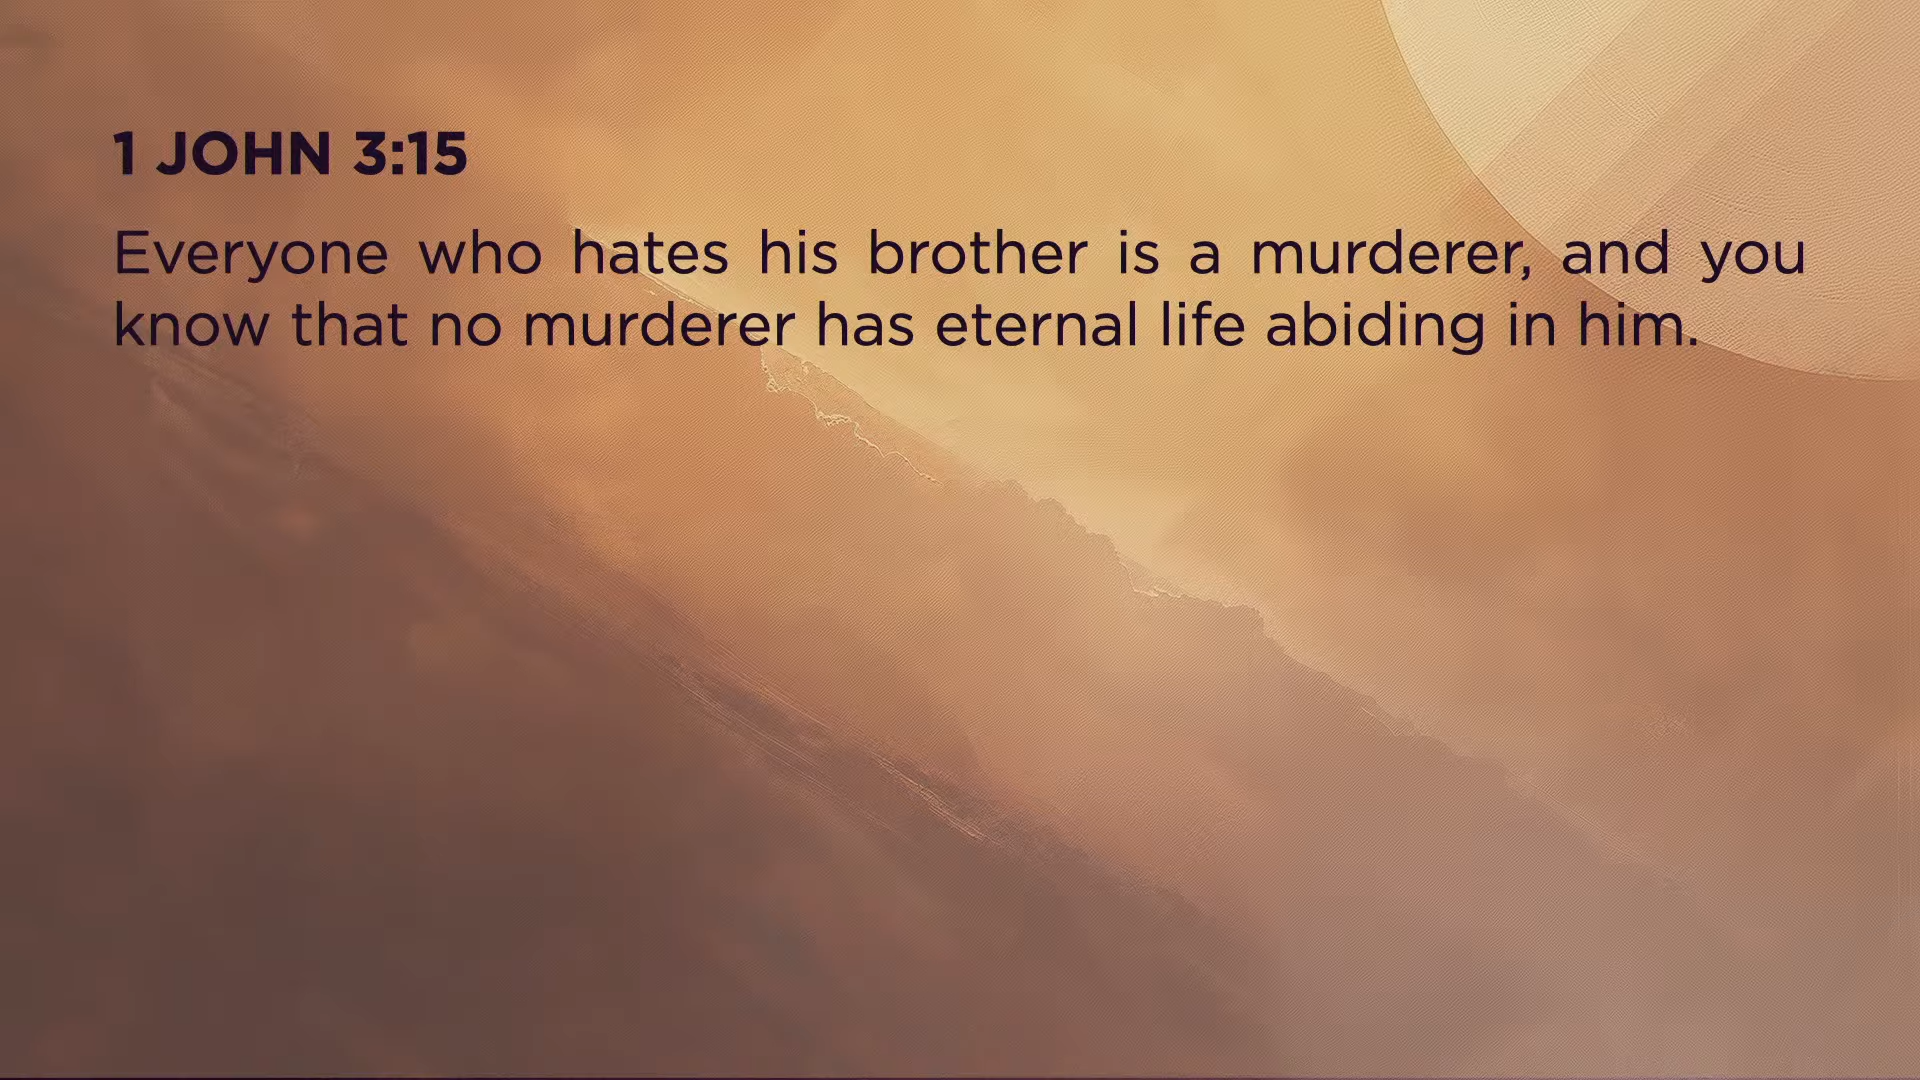 1 JOHN 3:15
Everyone who hates his brother is a murderer, and you
know that no murderer has eternal life abiding in him.